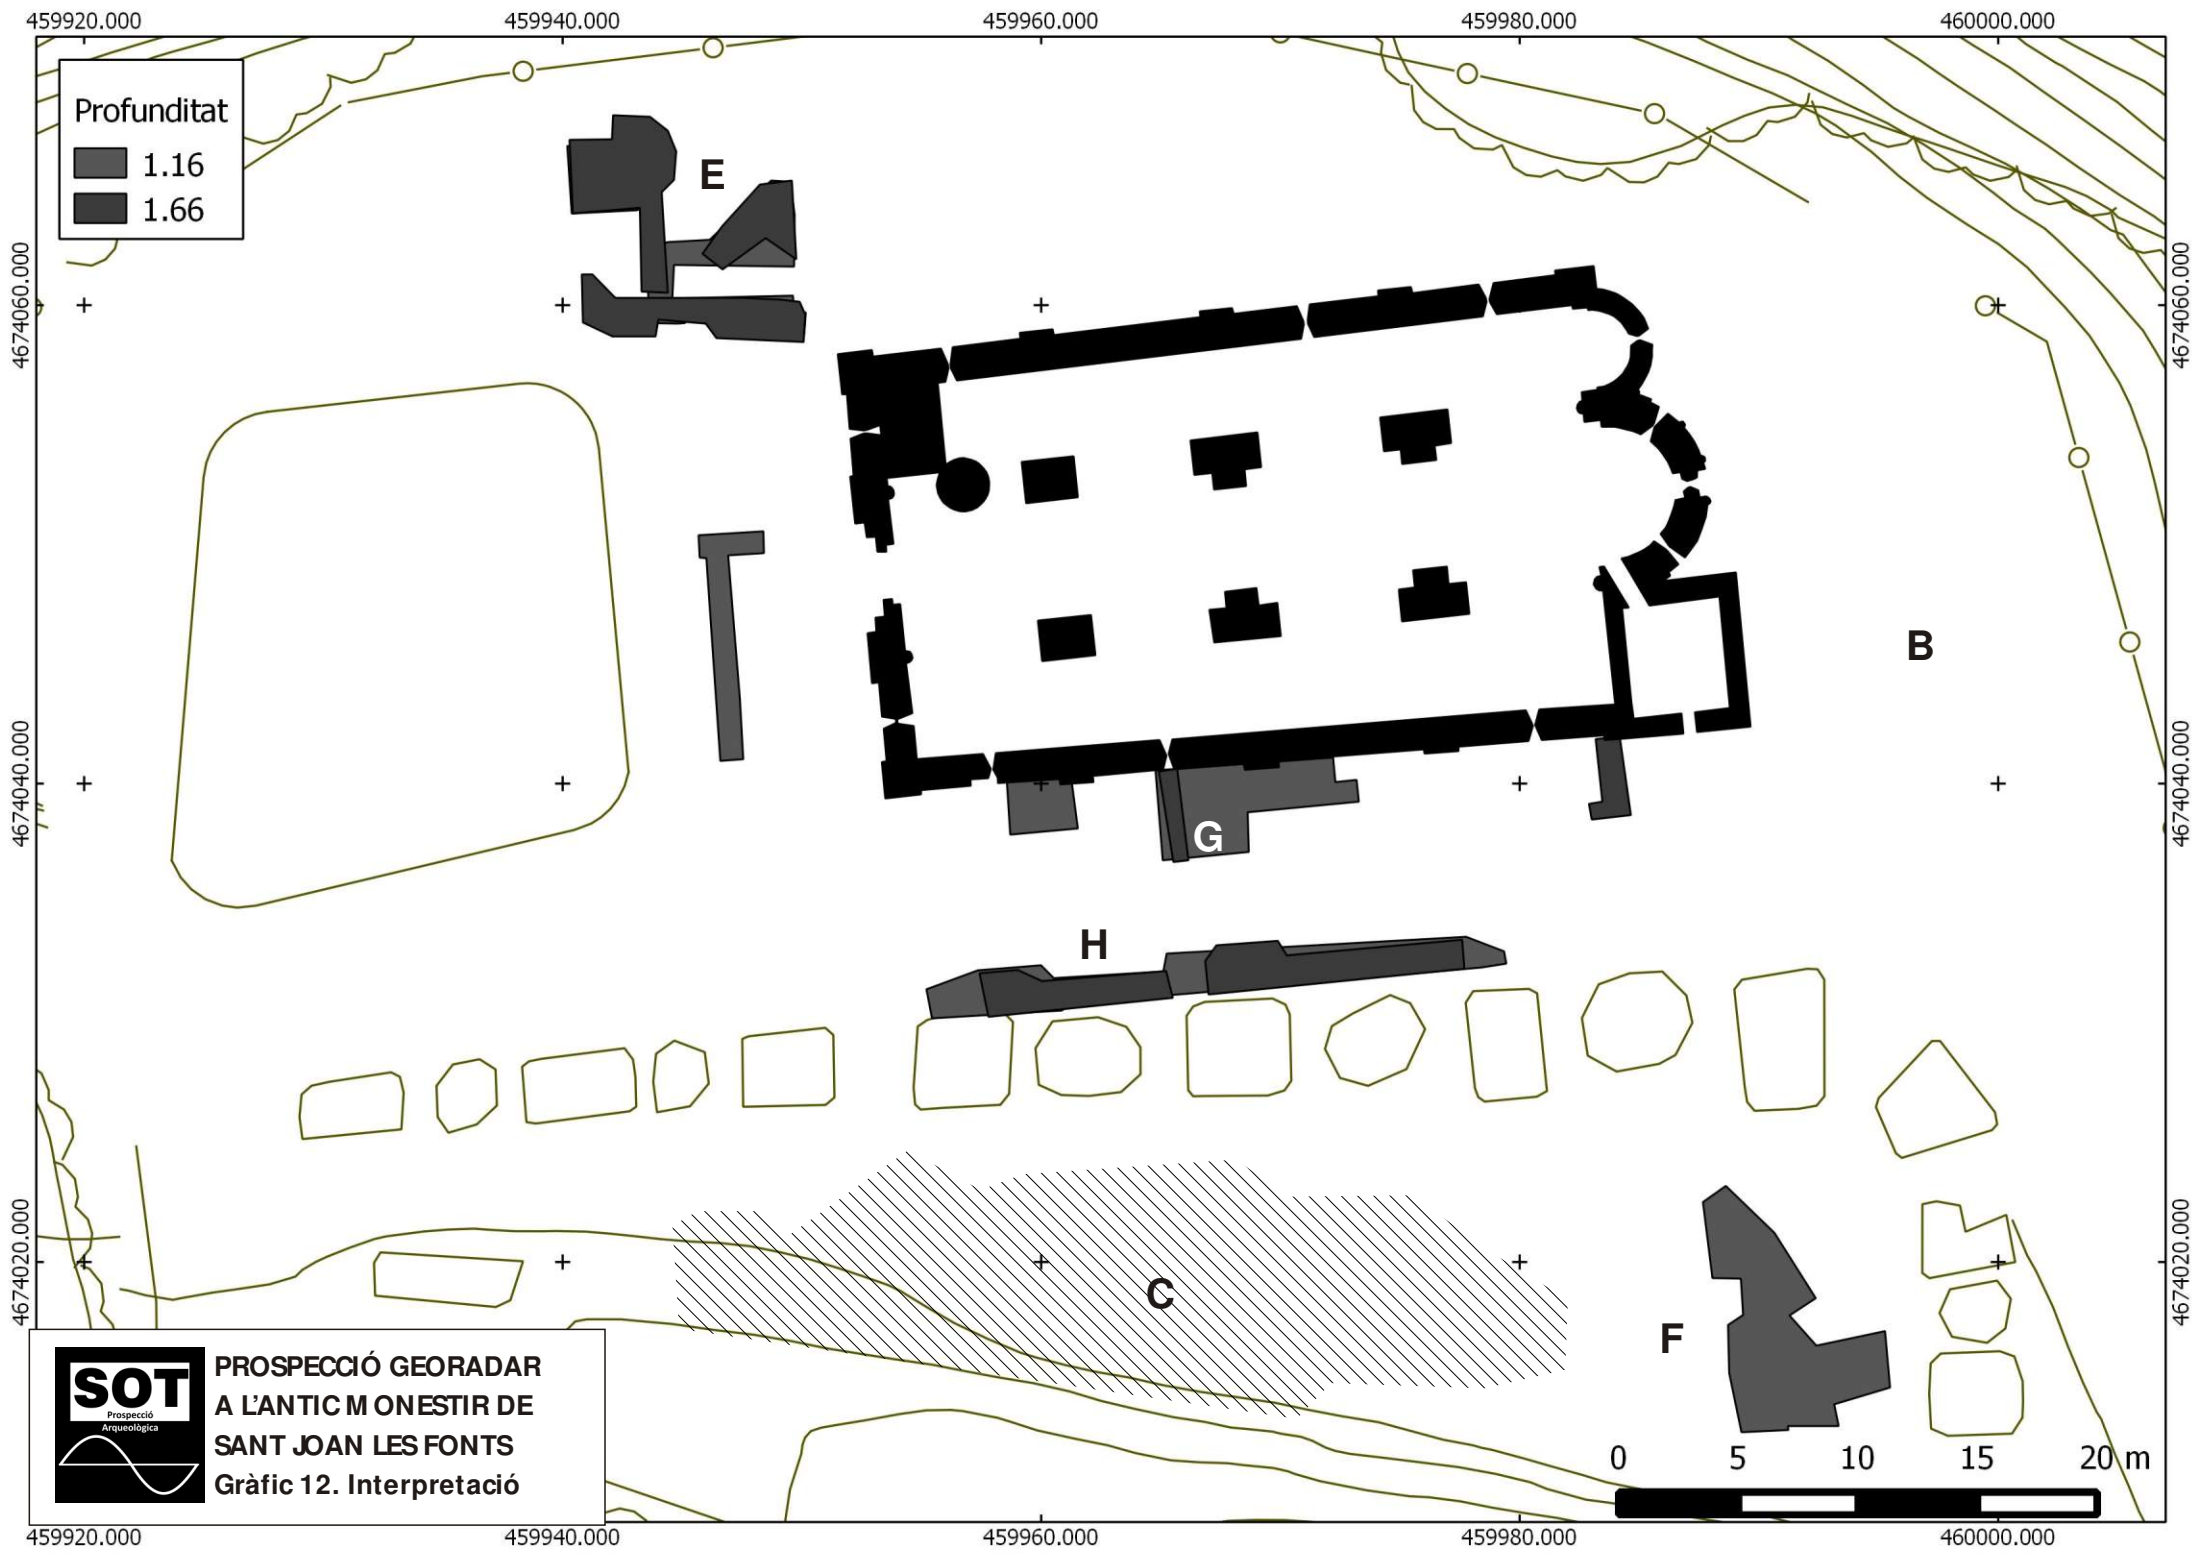 459920.000 459940.000 459960.000 459980.000 460000.000
Profunditat
1.16
1.66
E
4674060.000
4674060.000
B
4674040.000
4674040.000
G
H
4674020.000
4674020.000
C
F
SOT
Prospecció
Arqueològica
PROSPECCIÓ GEORADAR
A L'ANTIC MONESTIR DE
SANT JOAN LES FONTS
Gràfic 12. Interpretació
0 5 10 15 20 m
459920.000 459940.000 459960.000 459980.000 460000.000